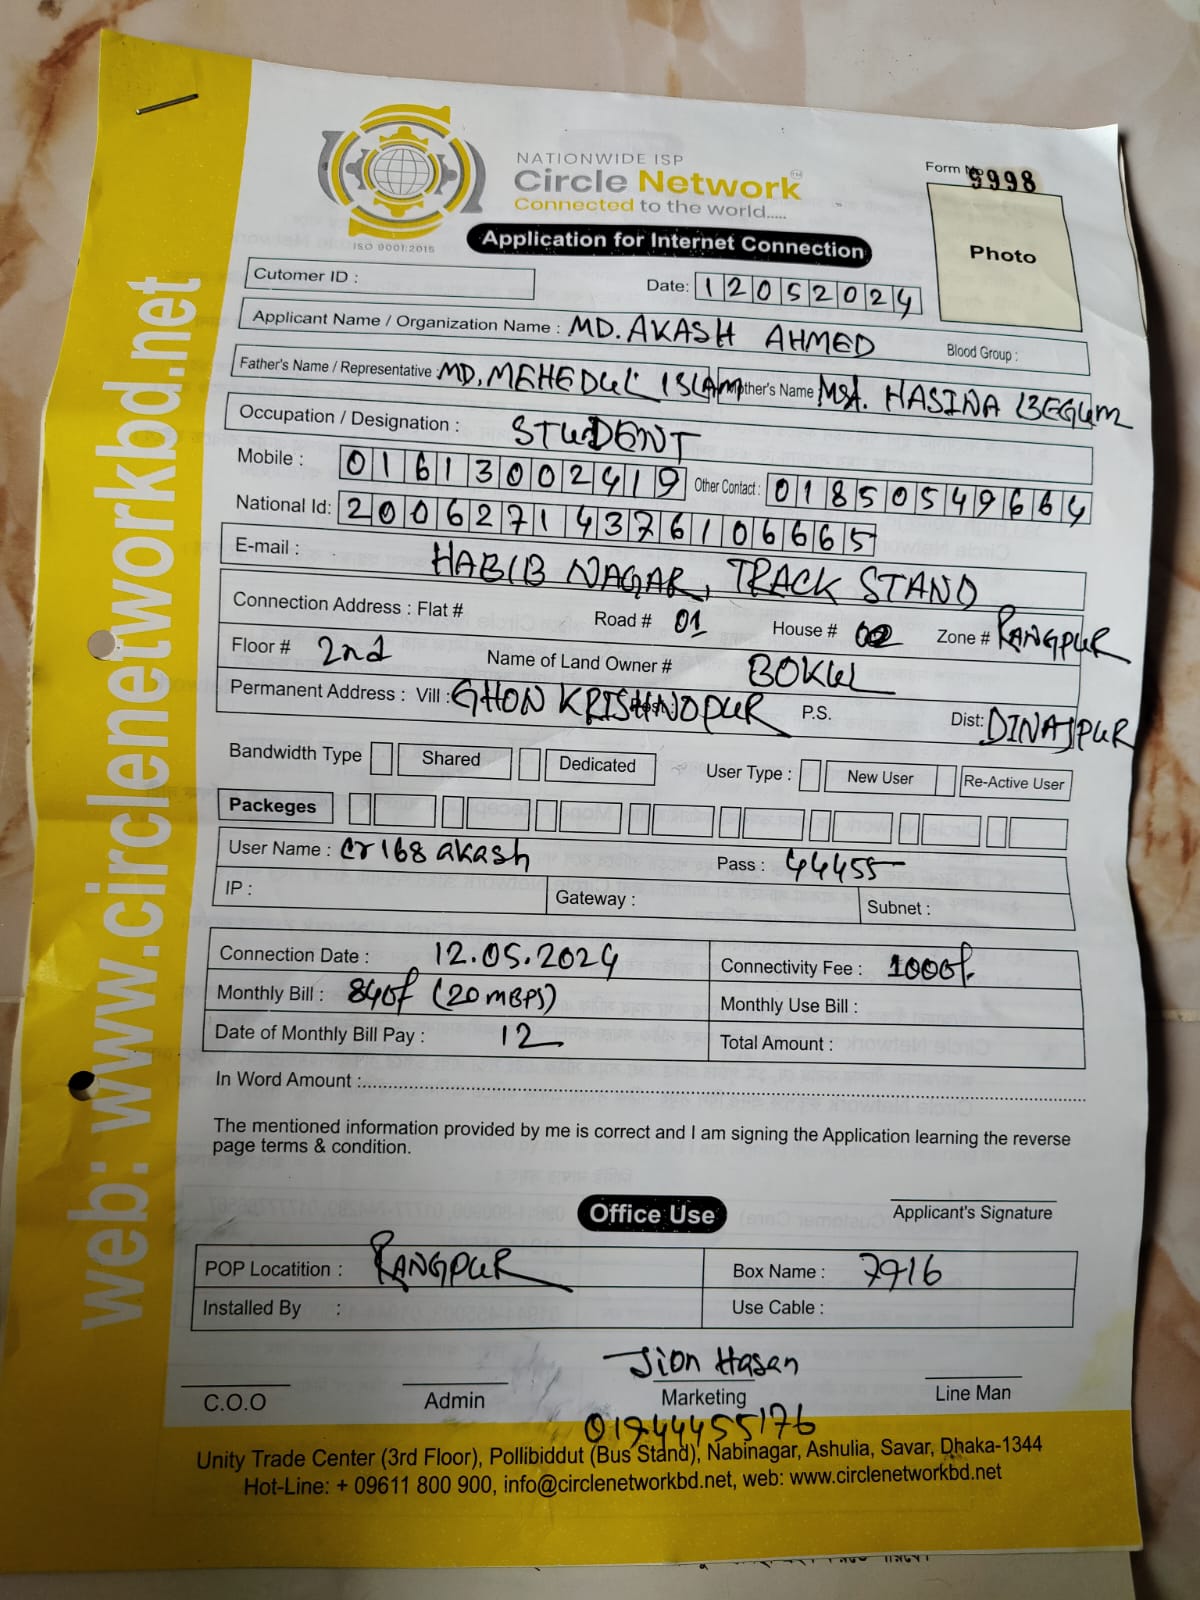 web: www.circlenetworkbd.net
NATIONWIDE ISP
Circle Network TM
Connected to the world.....
ISO 9001:2015
Form No 9998
Photo
Application for Internet Connection
Cutomer ID :
Date: 12052024
Applicant Name / Organization Name : MD. AKASH AHMED Blood Group :
Father's Name / Representative : MD. MEHEDUL ISLAM Mother's Name MSA. HASINA BEGUM
Occupation / Designation : STUDENT
Mobile : 01613002419 Other Contact : 01850549664
National Id: 20062714376106665
E-mail : HABIB NAGAR, TRACK STAND
Connection Address : Flat # Road # 01 House # 02 Zone # RANGPUR
Floor # 2nd Name of Land Owner # BOKUL
Permanent Address : Vill : GHON KRISHNOPUR Post: P.S. Dist: DINAJPUR
Bandwidth Type Shared Dedicated User Type : New User Re-Active User
Packeges
User Name : cr168akash Pass : 44455
IP : Gateway : Subnet :
Connection Date : 12.05.2024 Connectivity Fee : 1000/.
Monthly Bill : 840/ (20MBPS) Monthly Use Bill :
Date of Monthly Bill Pay : 12 Total Amount :
In Word Amount :
The mentioned information provided by me is correct and I am signing the Application learning the reverse
page terms & condition.
Office Use
Applicant's Signature
POP Locatition : RANGPUR Box Name : 7916
Installed By : Use Cable :
Jion Hasan
C.O.O Admin Marketing Line Man
01744455176
Unity Trade Center (3rd Floor), Pollibiddut (Bus Stand), Nabinagar, Ashulia, Savar, Dhaka-1344
Hot-Line: + 09611 800 900, info@circlenetworkbd.net, web: www.circlenetworkbd.net